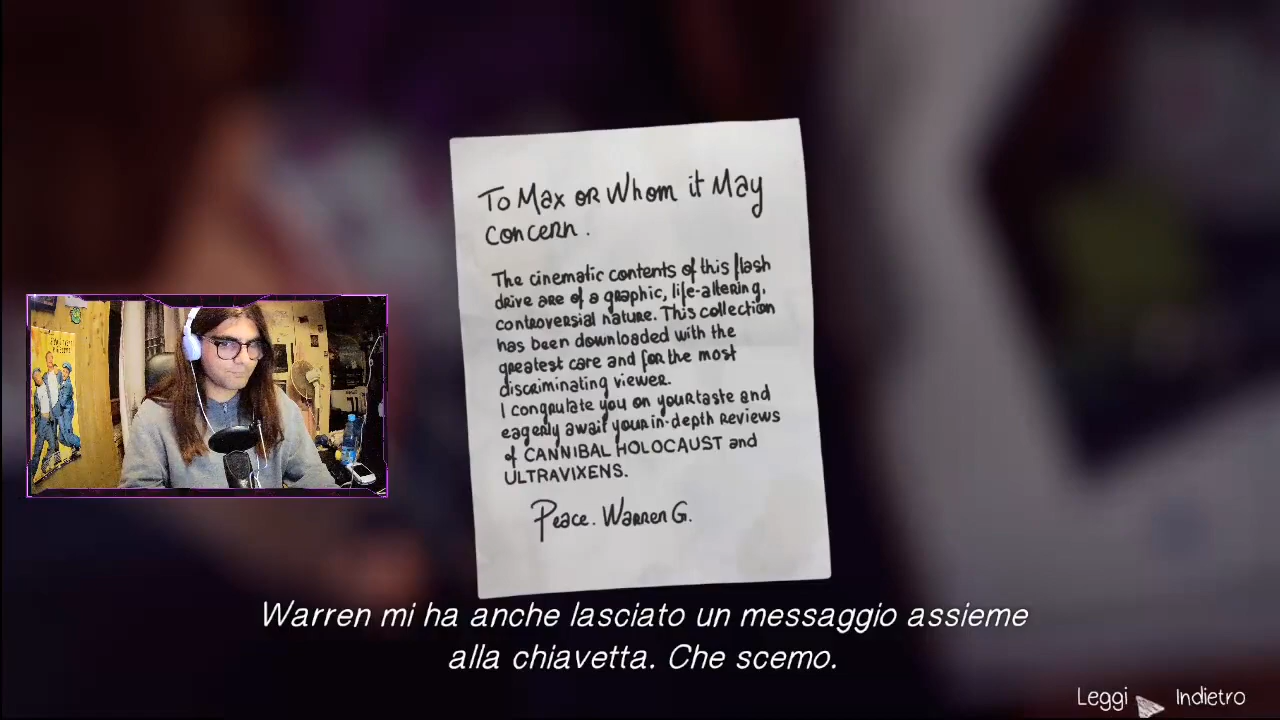 To Max or Whom it May
Concern.
The cinematic contents of this flash
drive are of a graphic, life-altering,
controversial nature. This collection
has been downloaded with the
greatest care and for the most
discriminating viewer.
I congrulate you on your taste and
eagerly await your in-depth reviews
of CANNIBAL HOLOCAUST and
ULTRAVIXENS.
Peace. Warren G.
Warren mi ha anche lasciato un messaggio assieme
alla chiavetta. Che scemo.
Leggi Indietro